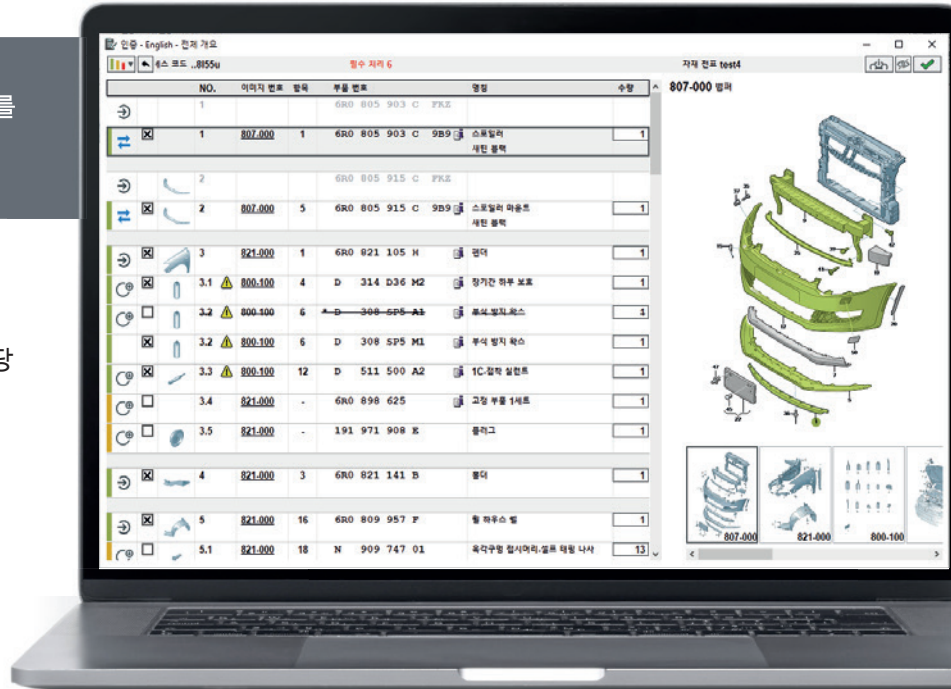 를
당
인증 - English - 전체 개요
섀스 코드 ..8I55u 필수 처리 6 자재 전표 test4
NO. 이미지 번호 항목 부품 번호 명칭 수량
807-000 범퍼
1 6R0 805 903 C FKZ
1 807-000 1 6R0 805 903 C 9B9 스포일러 1
새틴 블랙
2 6R0 805 915 C FKZ
2 807-000 5 6R0 805 915 C 9B9 스포일러 마운트 1
새틴 블랙
3 821-000 1 6R0 821 105 H 펜더 1
3.1 800-100 4 D 314 D36 M2 장기간 하부 보호 1
3.2 800-100 6 * D 308 SP5 A1 부식 방지 왁스 1
3.2 800-100 6 D 308 SP5 M1 부식 방지 왁스 1
3.3 800-100 12 D 511 500 A2 1C-접착 실런트 1
3.4 821-000 - 6R0 898 625 고정 부품 1세트 1
3.5 821-000 - 191 971 908 E 플러그 1
4 821-000 3 6R0 821 141 B 홀더 1
5 821-000 16 6R0 809 957 F 휠 하우스 쉘 1
5.1 821-000 18 N 909 747 01 육각구멍 접시머리.셀프 태핑 나사 13
807-000 821-000 800-100